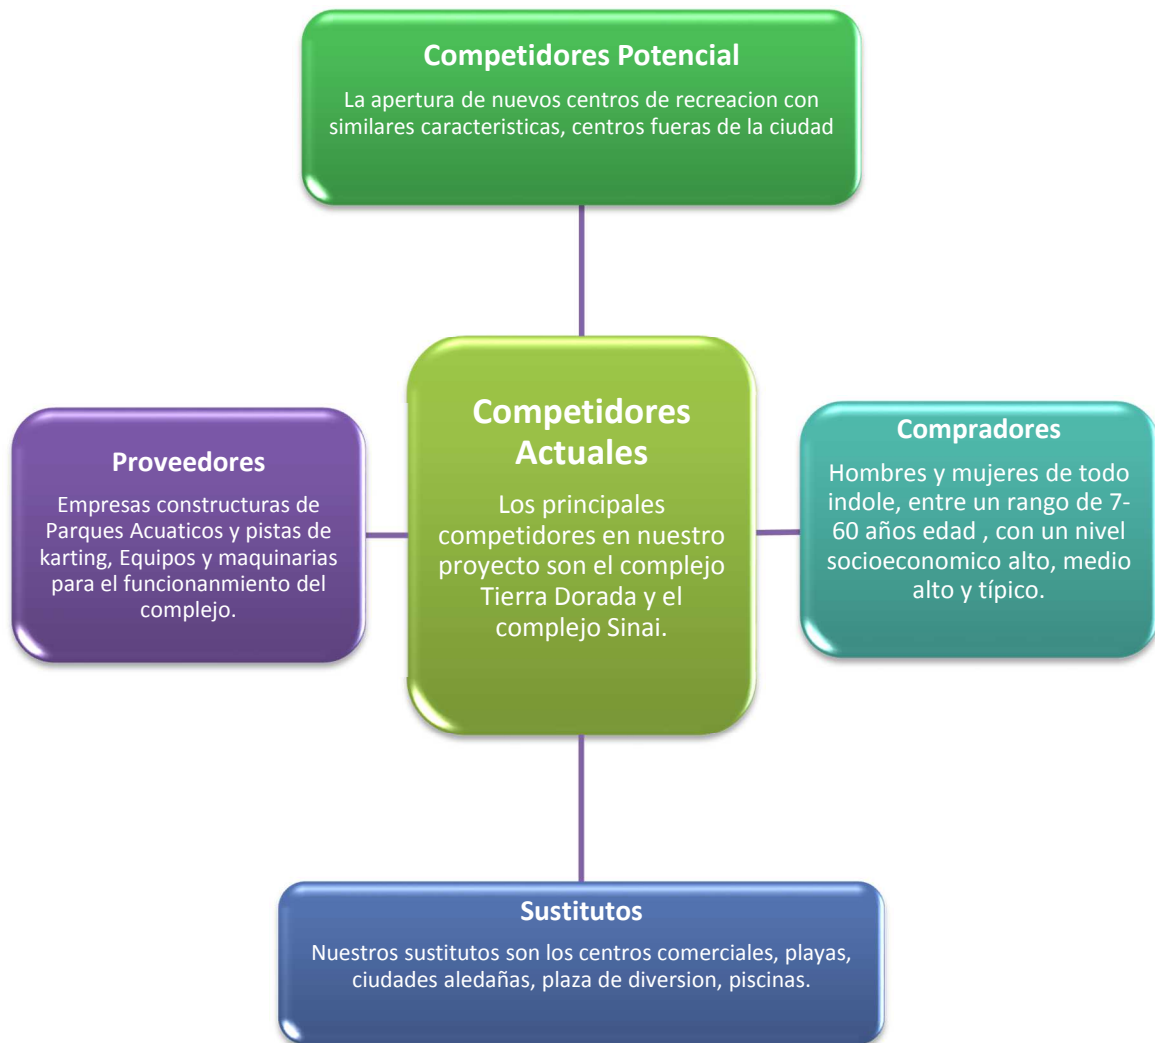 Competidores Potencial
La apertura de nuevos centros de recreacion con
similares caracteristicas, centros fueras de la ciudad
Proveedores
Empresas constructuras de
Parques Acuaticos y pistas de
karting, Equipos y maquinarias
para el funcionanmiento del
complejo.
Competidores
Actuales
Los principales
competidores en nuestro
proyecto son el complejo
Tierra Dorada y el
complejo Sinai.
Compradores
Hombres y mujeres de todo
indole, entre un rango de 7-
60 años edad , con un nivel
socioeconomico alto, medio
alto y típico.
Sustitutos
Nuestros sustitutos son los centros comerciales, playas,
ciudades aledañas, plaza de diversion, piscinas.